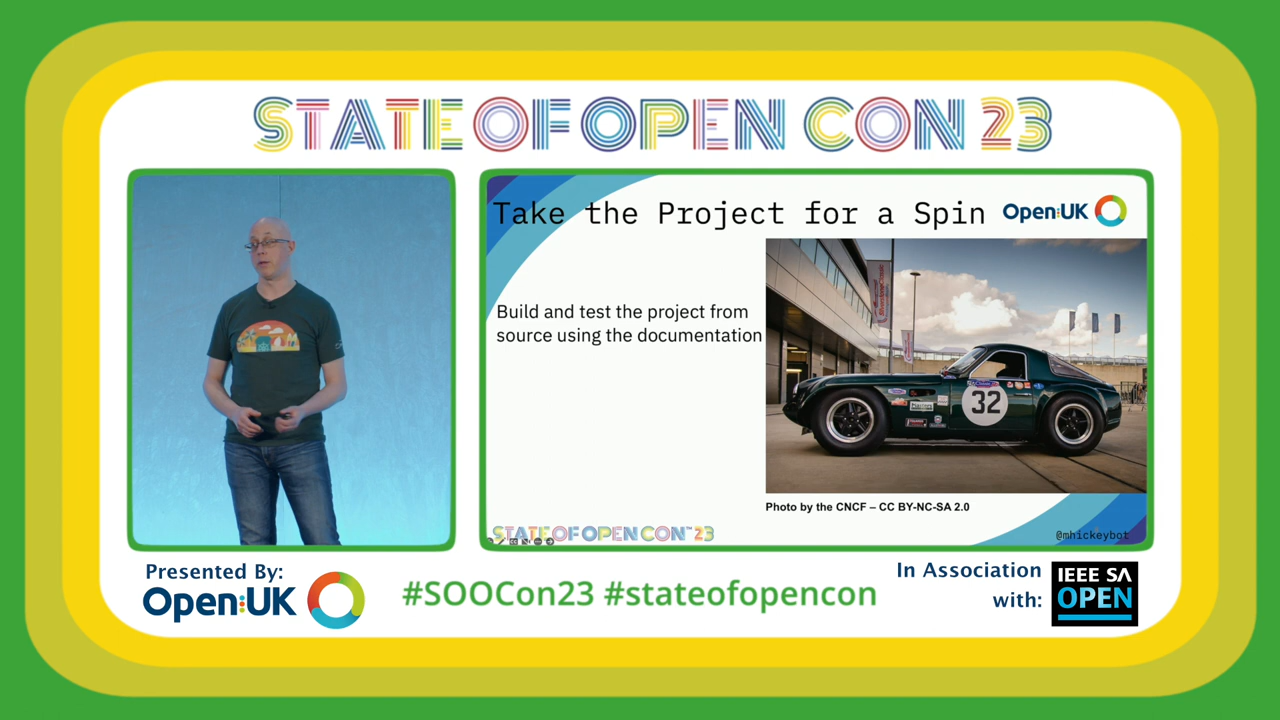 STATE OF OPEN CON 23
Take the Project for a Spin
Open:UK
Build and test the project from
source using the documentation
32
Photo by the CNCF – CC BY-NC-SA 2.0
STATE OF OPEN CON™ 23
@mhickeybot
Presented By:
Open:UK
#SOOCon23 #stateofopencon
In Association
with:
IEEE SA
OPEN